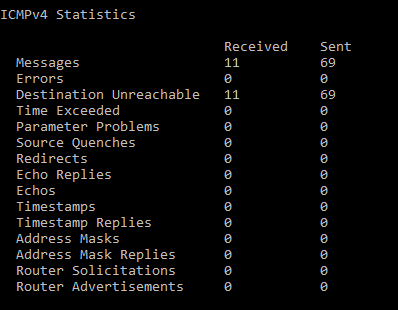 ICMPv4 Statistics
Received Sent
Messages 11 69
Errors 0 0
Destination Unreachable 11 69
Time Exceeded 0 0
Parameter Problems 0 0
Source Quenches 0 0
Redirects 0 0
Echo Replies 0 0
Echos 0 0
Timestamps 0 0
Timestamp Replies 0 0
Address Masks 0 0
Address Mask Replies 0 0
Router Solicitations 0 0
Router Advertisements 0 0